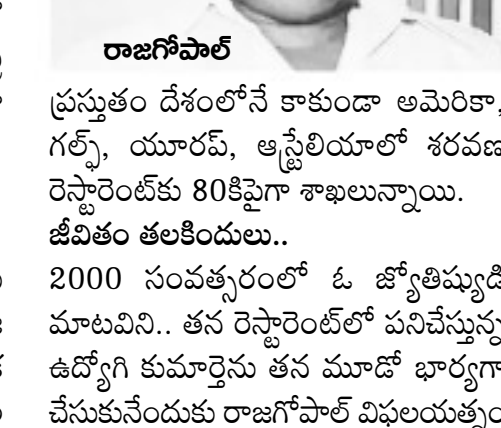 రాజగోపాల్
ప్రస్తుతం దేశంలోనే కాకుండా అమెరికా,
గల్ఫ్, యూరప్, ఆస్ట్రేలియాలో శరవణ
రెస్టారెంట్‌కు 80కిపైగా శాఖలున్నాయి.
జీవితం తలకిందులు..
2000 సంవత్సరంలో ఓ జ్యోతిష్యుడి
మాటవిని.. తన రెస్టారెంట్‌లో పనిచేస్తున్న
ఉద్యోగి కుమార్తెను తన మూడో భార్యగా
చేసుకునేందుకు రాజగోపాల్ విఫలయత్నం